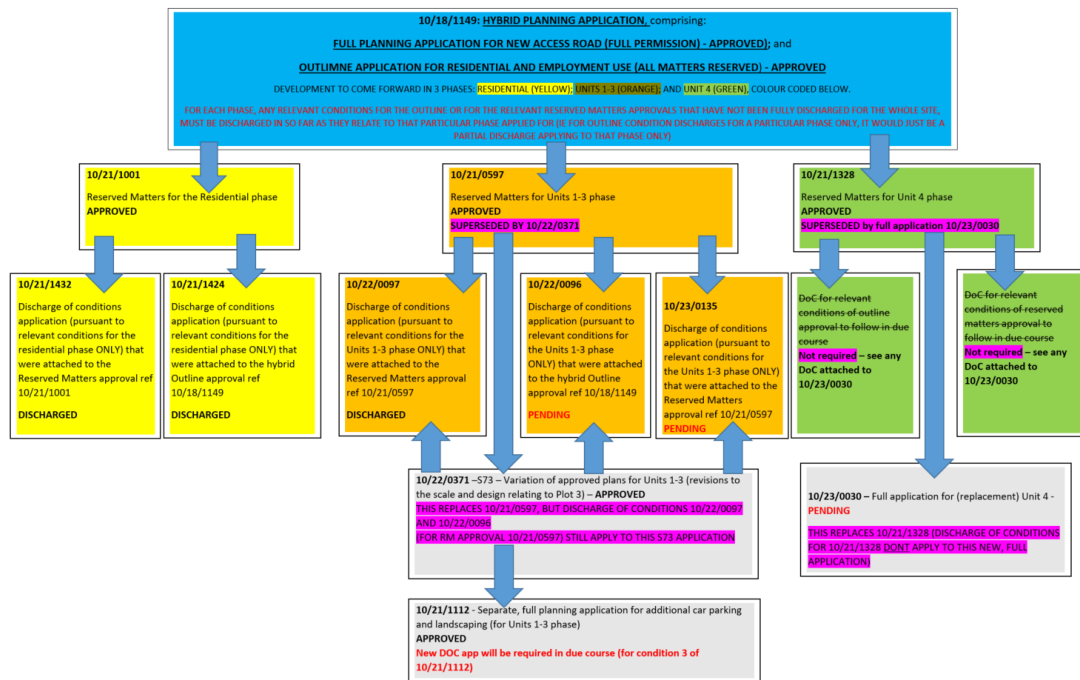 10/18/1149: HYBRID PLANNING APPLICATION, comprising:
FULL PLANNING APPLICATION FOR NEW ACCESS ROAD (FULL PERMISSION) - APPROVED); and
OUTLIMNE APPLICATION FOR RESIDENTIAL AND EMPLOYMENT USE (ALL MATTERS RESERVED) - APPROVED
DEVELOPMENT TO COME FORWARD IN 3 PHASES: RESIDENTIAL (YELLOW); UNITS 1-3 (ORANGE); AND UNIT 4 (GREEN), COLOUR CODED BELOW.
FOR EACH PHASE, ANY RELEVANT CONDITIONS FOR THE OUTLINE OR FOR THE RELEVANT RESERVED MATTERS APPROVALS THAT HAVE NOT BEEN FULLY DISCHARGED FOR THE WHOLE SITE,
MUST BE DISCHARGED IN SO FAR AS THEY RELATE TO THAT PARTICULAR PHASE APPLIED FOR (IE FOR OUTLINE CONDITION DISCHARGES FOR A PARTICULAR PHASE ONLY, IT WOULD JUST BE A
PARTIAL DISCHARGE APPLYING TO THAT PHASE ONLY)
10/21/1001
Reserved Matters for the Residential phase
APPROVED
10/21/0597
Reserved Matters for Units 1-3 phase
APPROVED
SUPERSEDED BY 10/22/0371
10/21/1328
Reserved Matters for Unit 4 phase
APPROVED
SUPERSEDED by full application 10/23/0030
10/21/1432
Discharge of conditions
application (pursuant to
relevant conditions for the
residential phase ONLY) that
were attached to the
Reserved Matters approval ref
10/21/1001
DISCHARGED
10/21/1424
Discharge of conditions
application (pursuant to
relevant conditions for the
residential phase ONLY) that
were attached to the hybrid
Outline approval ref
10/18/1149
DISCHARGED
10/22/0097
Discharge of conditions
application (pursuant to
relevant conditions for the
Units 1-3 phase ONLY) that
were attached to the
Reserved Matters approval
ref 10/21/0597
DISCHARGED
10/22/0096
Discharge of conditions
application (pursuant to
relevant conditions for
the Units 1-3 phase
ONLY) that were attached
to the hybrid Outline
approval ref 10/18/1149
PENDING
10/23/0135
Discharge of conditions
application (pursuant to
relevant conditions for
the Units 1-3 phase ONLY)
that were attached to the
Reserved Matters
approval ref 10/21/0597
PENDING
DoC for relevant
conditions of outline
approval to follow in due
course
Not required – see any
DoC attached to
10/23/0030
DoC for relevant
conditions of reserved
matters approval to
follow in due course
Not required – see any
DoC attached to
10/23/0030
10/22/0371 –S73 – Variation of approved plans for Units 1-3 (revisions to
the scale and design relating to Plot 3) – APPROVED
THIS REPLACES 10/21/0597, BUT DISCHARGE OF CONDITIONS 10/22/0097
AND 10/22/0096
(FOR RM APPROVAL 10/21/0597) STILL APPLY TO THIS S73 APPLICATION
10/23/0030 – Full application for (replacement) Unit 4 -
PENDING
THIS REPLACES 10/21/1328 (DISCHARGE OF CONDITIONS
FOR 10/21/1328 DONT APPLY TO THIS NEW, FULL
APPLICATION)
10/21/1112 - Separate, full planning application for additional car parking
and landscaping (for Units 1-3 phase)
APPROVED
New DOC app will be required in due course (for condition 3 of
10/21/1112)